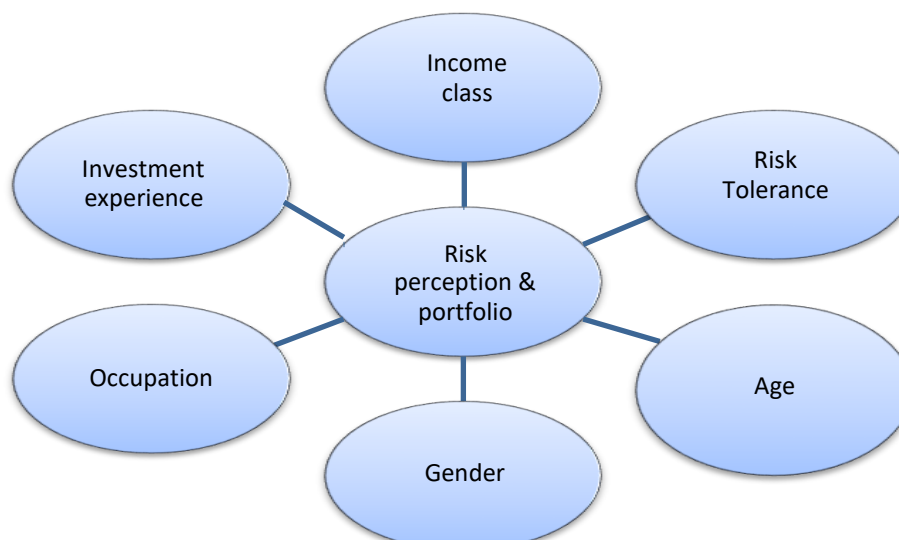 Income
class
Investment
experience
Risk
Tolerance
Risk
perception &
portfolio
Occupation
Age
Gender